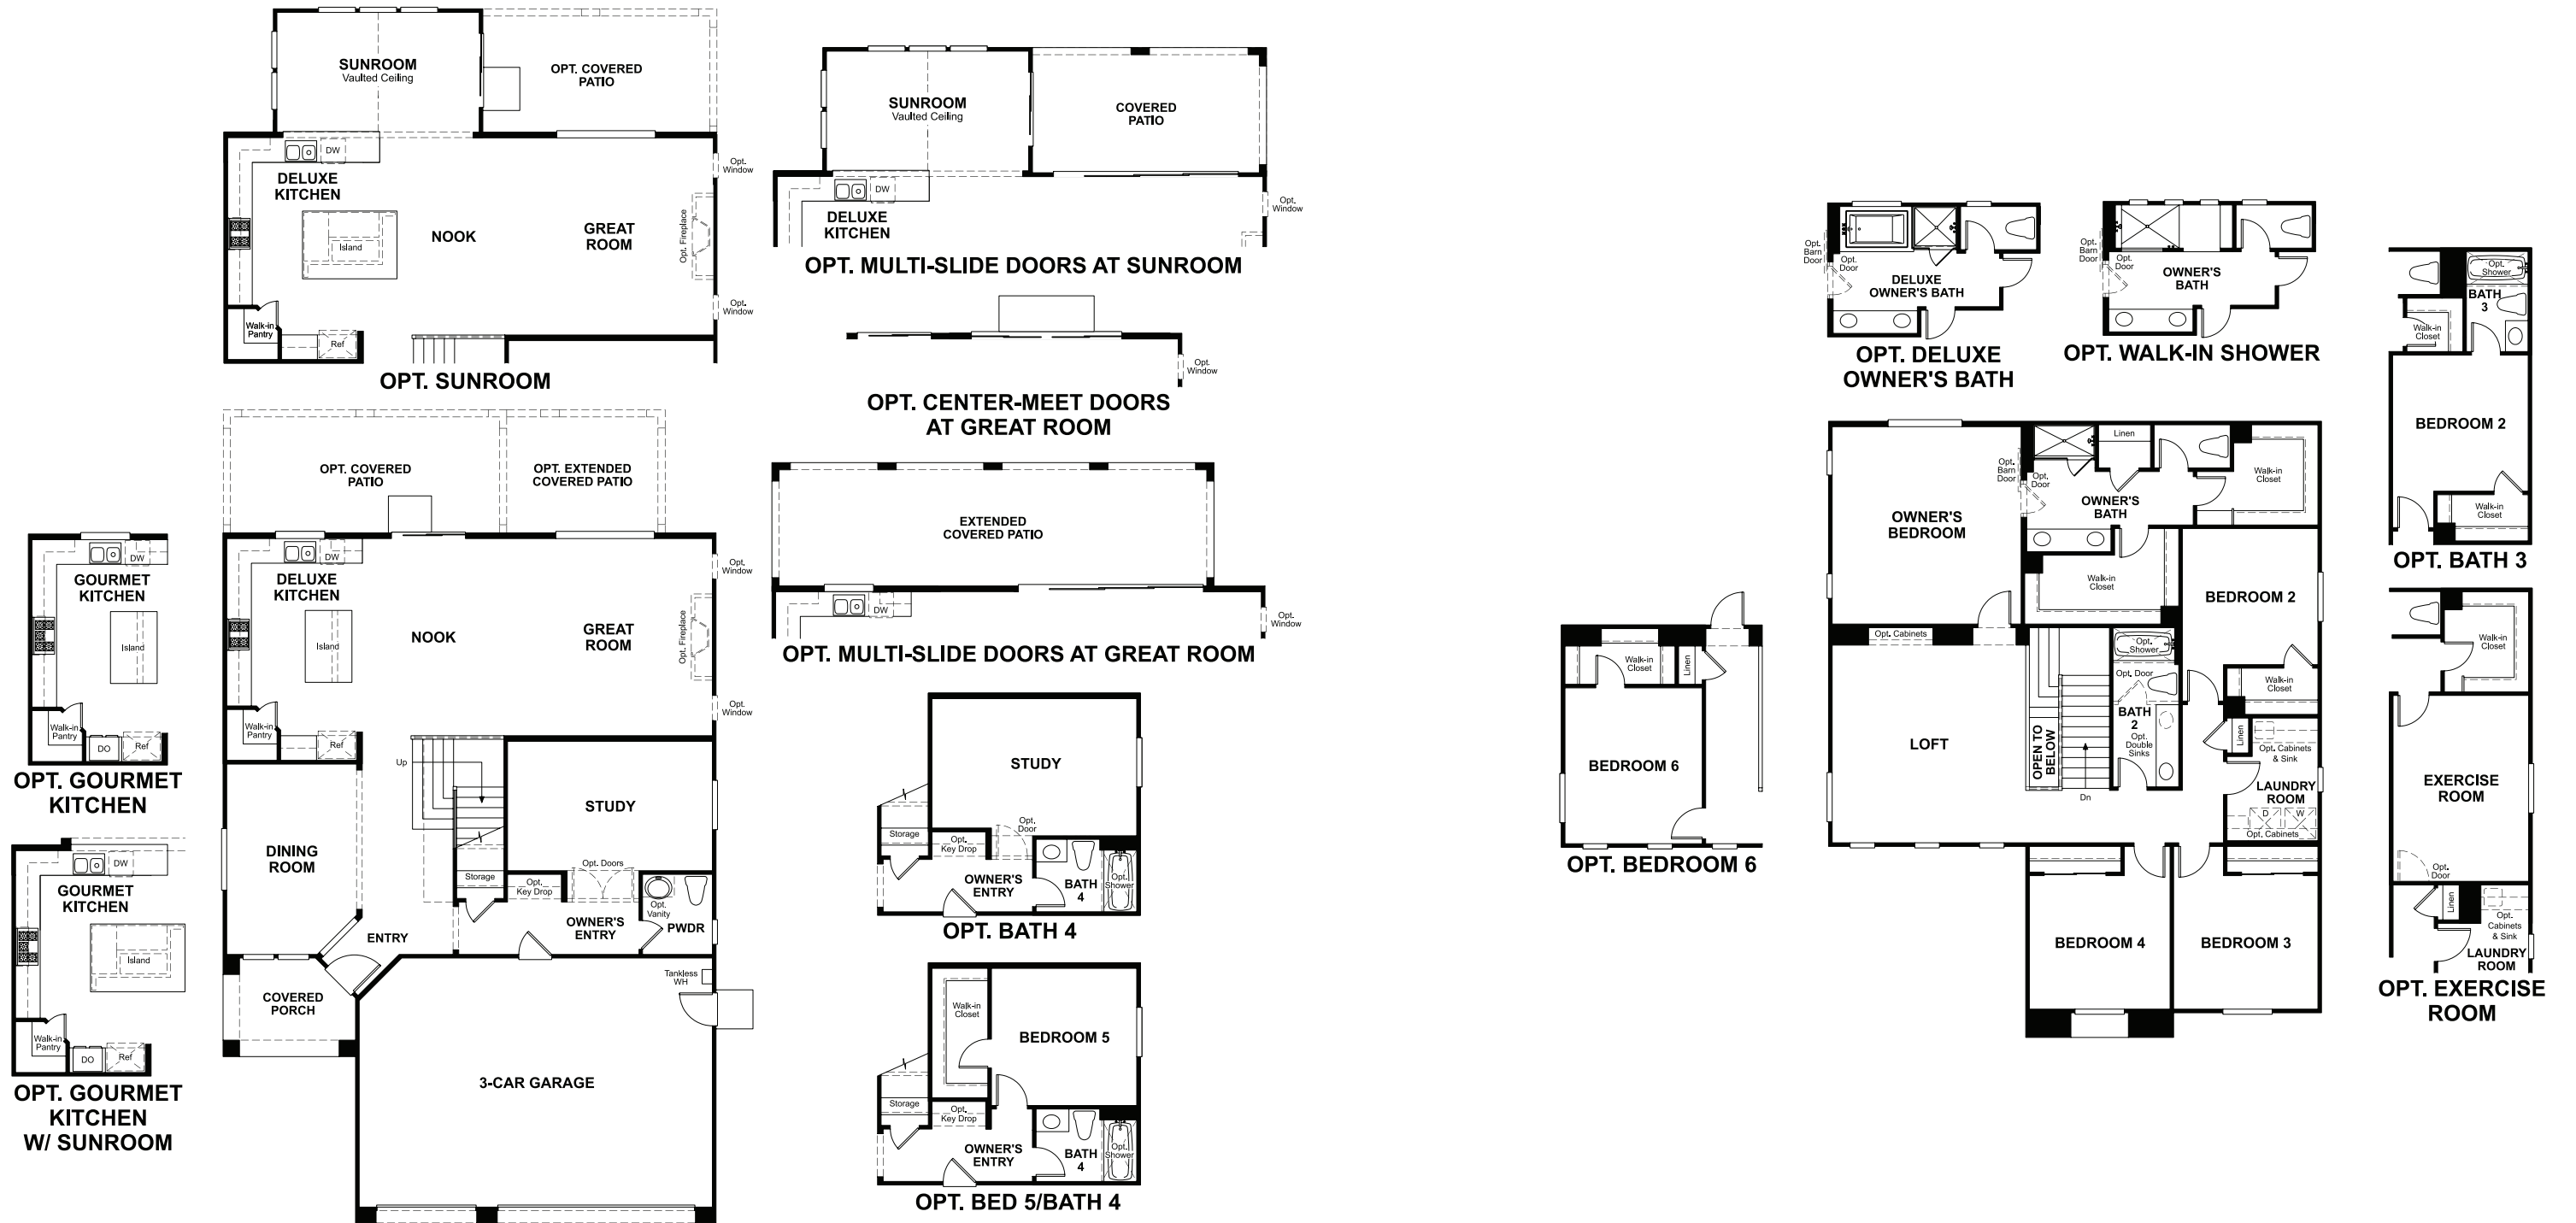 SUNROOM
Vaulted Ceiling
OPT. COVERED
PATIO
DW
DELUXE
KITCHEN
Island
NOOK
GREAT
ROOM
Opt. Fireplace
Opt.
Window
Opt.
Window
Walk-in
Pantry
Ref
OPT. SUNROOM
SUNROOM
Vaulted Ceiling
COVERED
PATIO
DW
DELUXE
KITCHEN
Opt.
Window
OPT. MULTI-SLIDE DOORS AT SUNROOM
Opt.
Window
OPT. CENTER-MEET DOORS
AT GREAT ROOM
EXTENDED
COVERED PATIO
DW
Opt.
Window
OPT. MULTI-SLIDE DOORS AT GREAT ROOM
DW
GOURMET
KITCHEN
Island
Walk-in
Pantry
DO
Ref
OPT. GOURMET
KITCHEN
DW
GOURMET
KITCHEN
Island
Walk-in
Pantry
DO
Ref
OPT. GOURMET
KITCHEN
W/ SUNROOM
OPT. COVERED
PATIO
OPT. EXTENDED
COVERED PATIO
DW
DELUXE
KITCHEN
Island
NOOK
GREAT
ROOM
Opt. Fireplace
Opt.
Window
Opt.
Window
Walk-in
Pantry
Ref
Up
STUDY
DINING
ROOM
Opt. Doors
Storage
Opt.
Key Drop
Opt.
Vanity
OWNER'S
ENTRY
PWDR
ENTRY
Tankless
WH
COVERED
PORCH
3-CAR GARAGE
STUDY
Opt.
Door
Storage
Opt.
Key Drop
OWNER'S
ENTRY
BATH
4
Opt.
Shower
OPT. BATH 4
Walk-in
Closet
BEDROOM 5
Storage
Opt.
Key Drop
OWNER'S
ENTRY
BATH
4
Opt.
Shower
OPT. BED 5/BATH 4
Walk-in
Closet
Linen
BEDROOM 6
OPT. BEDROOM 6
Opt.
Barn
Door
Opt.
Door
DELUXE
OWNER'S BATH
OPT. DELUXE
OWNER'S BATH
Opt.
Barn
Door
Opt.
Door
OWNER'S
BATH
OPT. WALK-IN SHOWER
Linen
Opt.
Barn
Door
Opt.
Door
OWNER'S
BATH
Walk-in
Closet
OWNER'S
BEDROOM
Walk-in
Closet
BEDROOM 2
Opt. Cabinets
Opt.
Shower
Opt. Door
Walk-in
Closet
BATH
2
Opt.
Double
Sinks
LOFT
OPEN TO
BELOW
Dn
Linen
Opt. Cabinets
& Sink
LAUNDRY
ROOM
D
W
Opt. Cabinets
BEDROOM 4
BEDROOM 3
Opt.
Shower
BATH
3
Walk-in
Closet
BEDROOM 2
Walk-in
Closet
OPT. BATH 3
Walk-in
Closet
EXERCISE
ROOM
Opt.
Door
Linen
Opt.
Cabinets
& Sink
LAUNDRY
ROOM
OPT. EXERCISE
ROOM